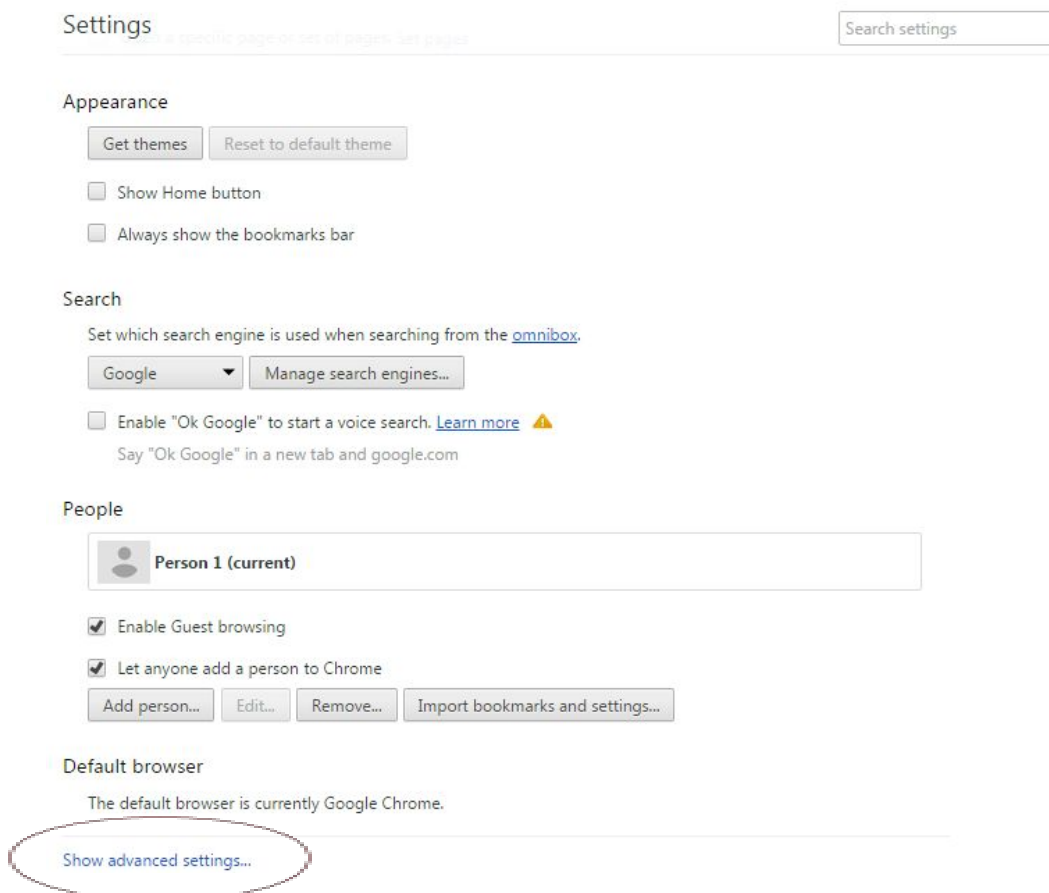 Settings
Search settings
Appearance
Get themes
Reset to default theme
Show Home button
Always show the bookmarks bar
Search
Set which search engine is used when searching from the omnibox.
Google
Manage search engines...
Enable "Ok Google" to start a voice search. Learn more
Say "Ok Google" in a new tab and google.com
People
Person 1 (current)
Enable Guest browsing
Let anyone add a person to Chrome
Add person...
Edit...
Remove...
Import bookmarks and settings...
Default browser
The default browser is currently Google Chrome.
Show advanced settings...